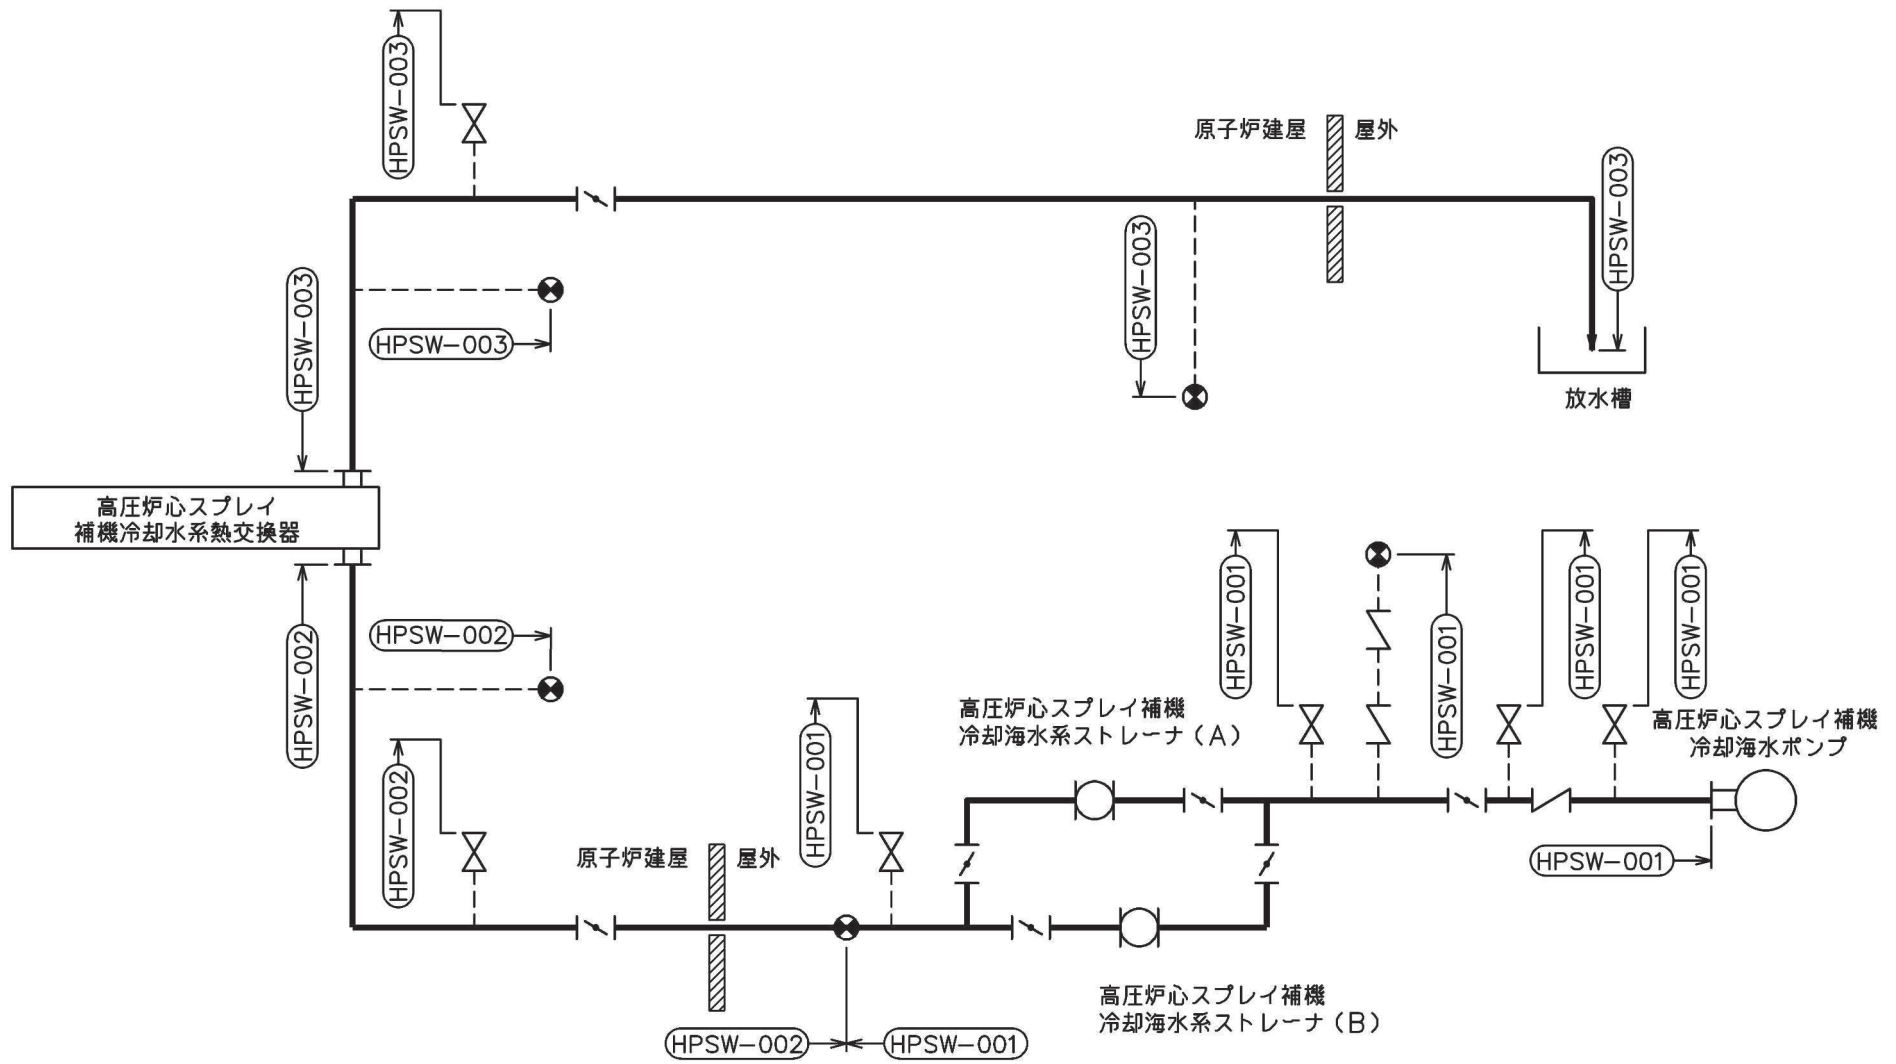 HPSW-003
原子炉建屋
屋外
HPSW-003
HPSW-003
HPSW-003
HPSW-003
放水槽
高圧炉心スプレイ
補機冷却水系熱交換器
HPSW-002
HPSW-002
HPSW-001
HPSW-001
HPSW-001
HPSW-001
高圧炉心スプレイ補機
冷却海水系ストレーナ(A)
高圧炉心スプレイ補機
冷却海水ポンプ
HPSW-002
HPSW-001
原子炉建屋
屋外
HPSW-001
高圧炉心スプレイ補機
冷却海水系ストレーナ(B)
HPSW-002
HPSW-001